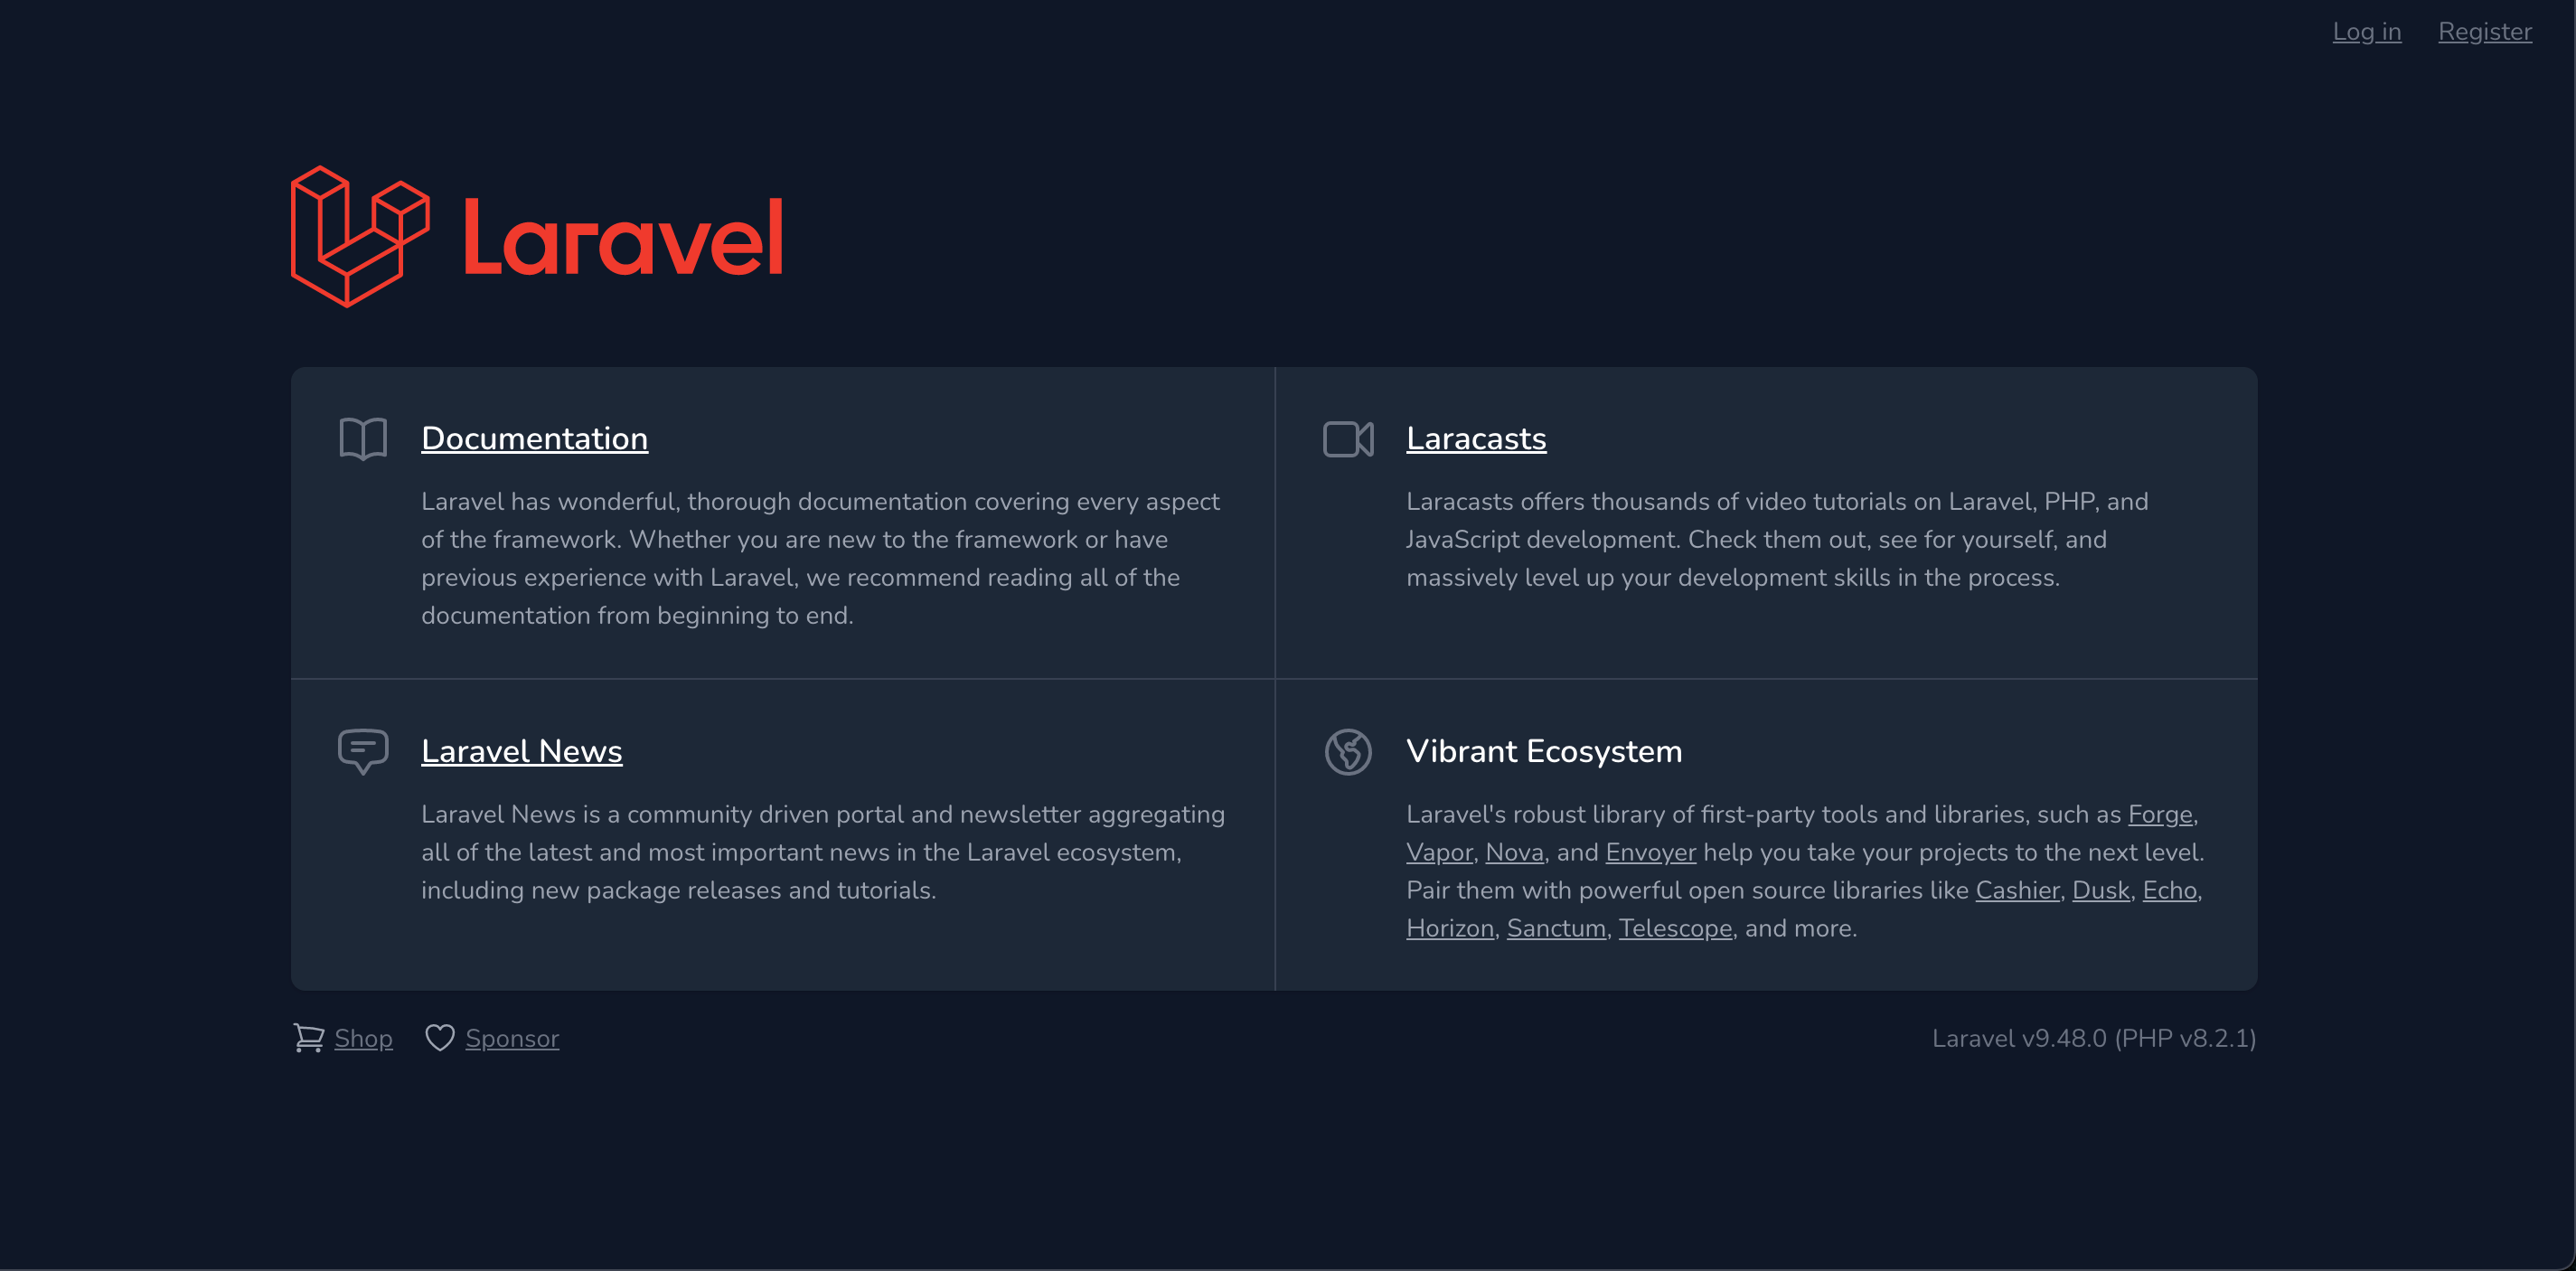 Log in Register
Laravel
Documentation
Laravel has wonderful, thorough documentation covering every aspect
of the framework. Whether you are new to the framework or have
previous experience with Laravel, we recommend reading all of the
documentation from beginning to end.
Laracasts
Laracasts offers thousands of video tutorials on Laravel, PHP, and
JavaScript development. Check them out, see for yourself, and
massively level up your development skills in the process.
Laravel News
Laravel News is a community driven portal and newsletter aggregating
all of the latest and most important news in the Laravel ecosystem,
including new package releases and tutorials.
Vibrant Ecosystem
Laravel's robust library of first-party tools and libraries, such as Forge,
Vapor, Nova, and Envoyer help you take your projects to the next level.
Pair them with powerful open source libraries like Cashier, Dusk, Echo,
Horizon, Sanctum, Telescope, and more.
Shop Sponsor
Laravel v9.48.0 (PHP v8.2.1)